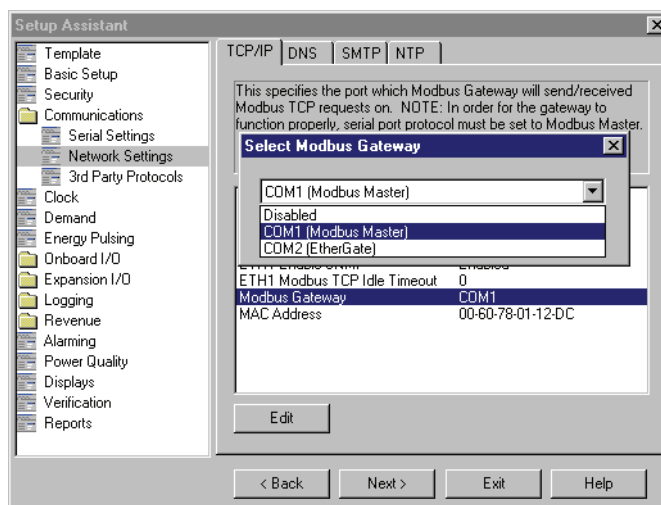 Setup Assistant
Template
Basic Setup
Security
Communications
Serial Settings
Network Settings
3rd Party Protocols
Clock
Demand
Energy Pulsing
Onboard I/O
Expansion I/O
Logging
Revenue
Alarming
Power Quality
Displays
Verification
Reports
TCP/IP DNS SMTP NTP
This specifies the port which Modbus Gateway will send/received
Modbus TCP requests on. NOTE: In order for the gateway to
function properly, serial port protocol must be set to Modbus Master.
Select Modbus Gateway
COM1 (Modbus Master)
Disabled
COM1 (Modbus Master)
COM2 (EtherGate)
ETH1 Enable SNMP Enabled
ETH1 Modbus TCP Idle Timeout 0
Modbus Gateway COM1
MAC Address 00-60-78-01-12-DC
Edit
< Back Next > Exit Help